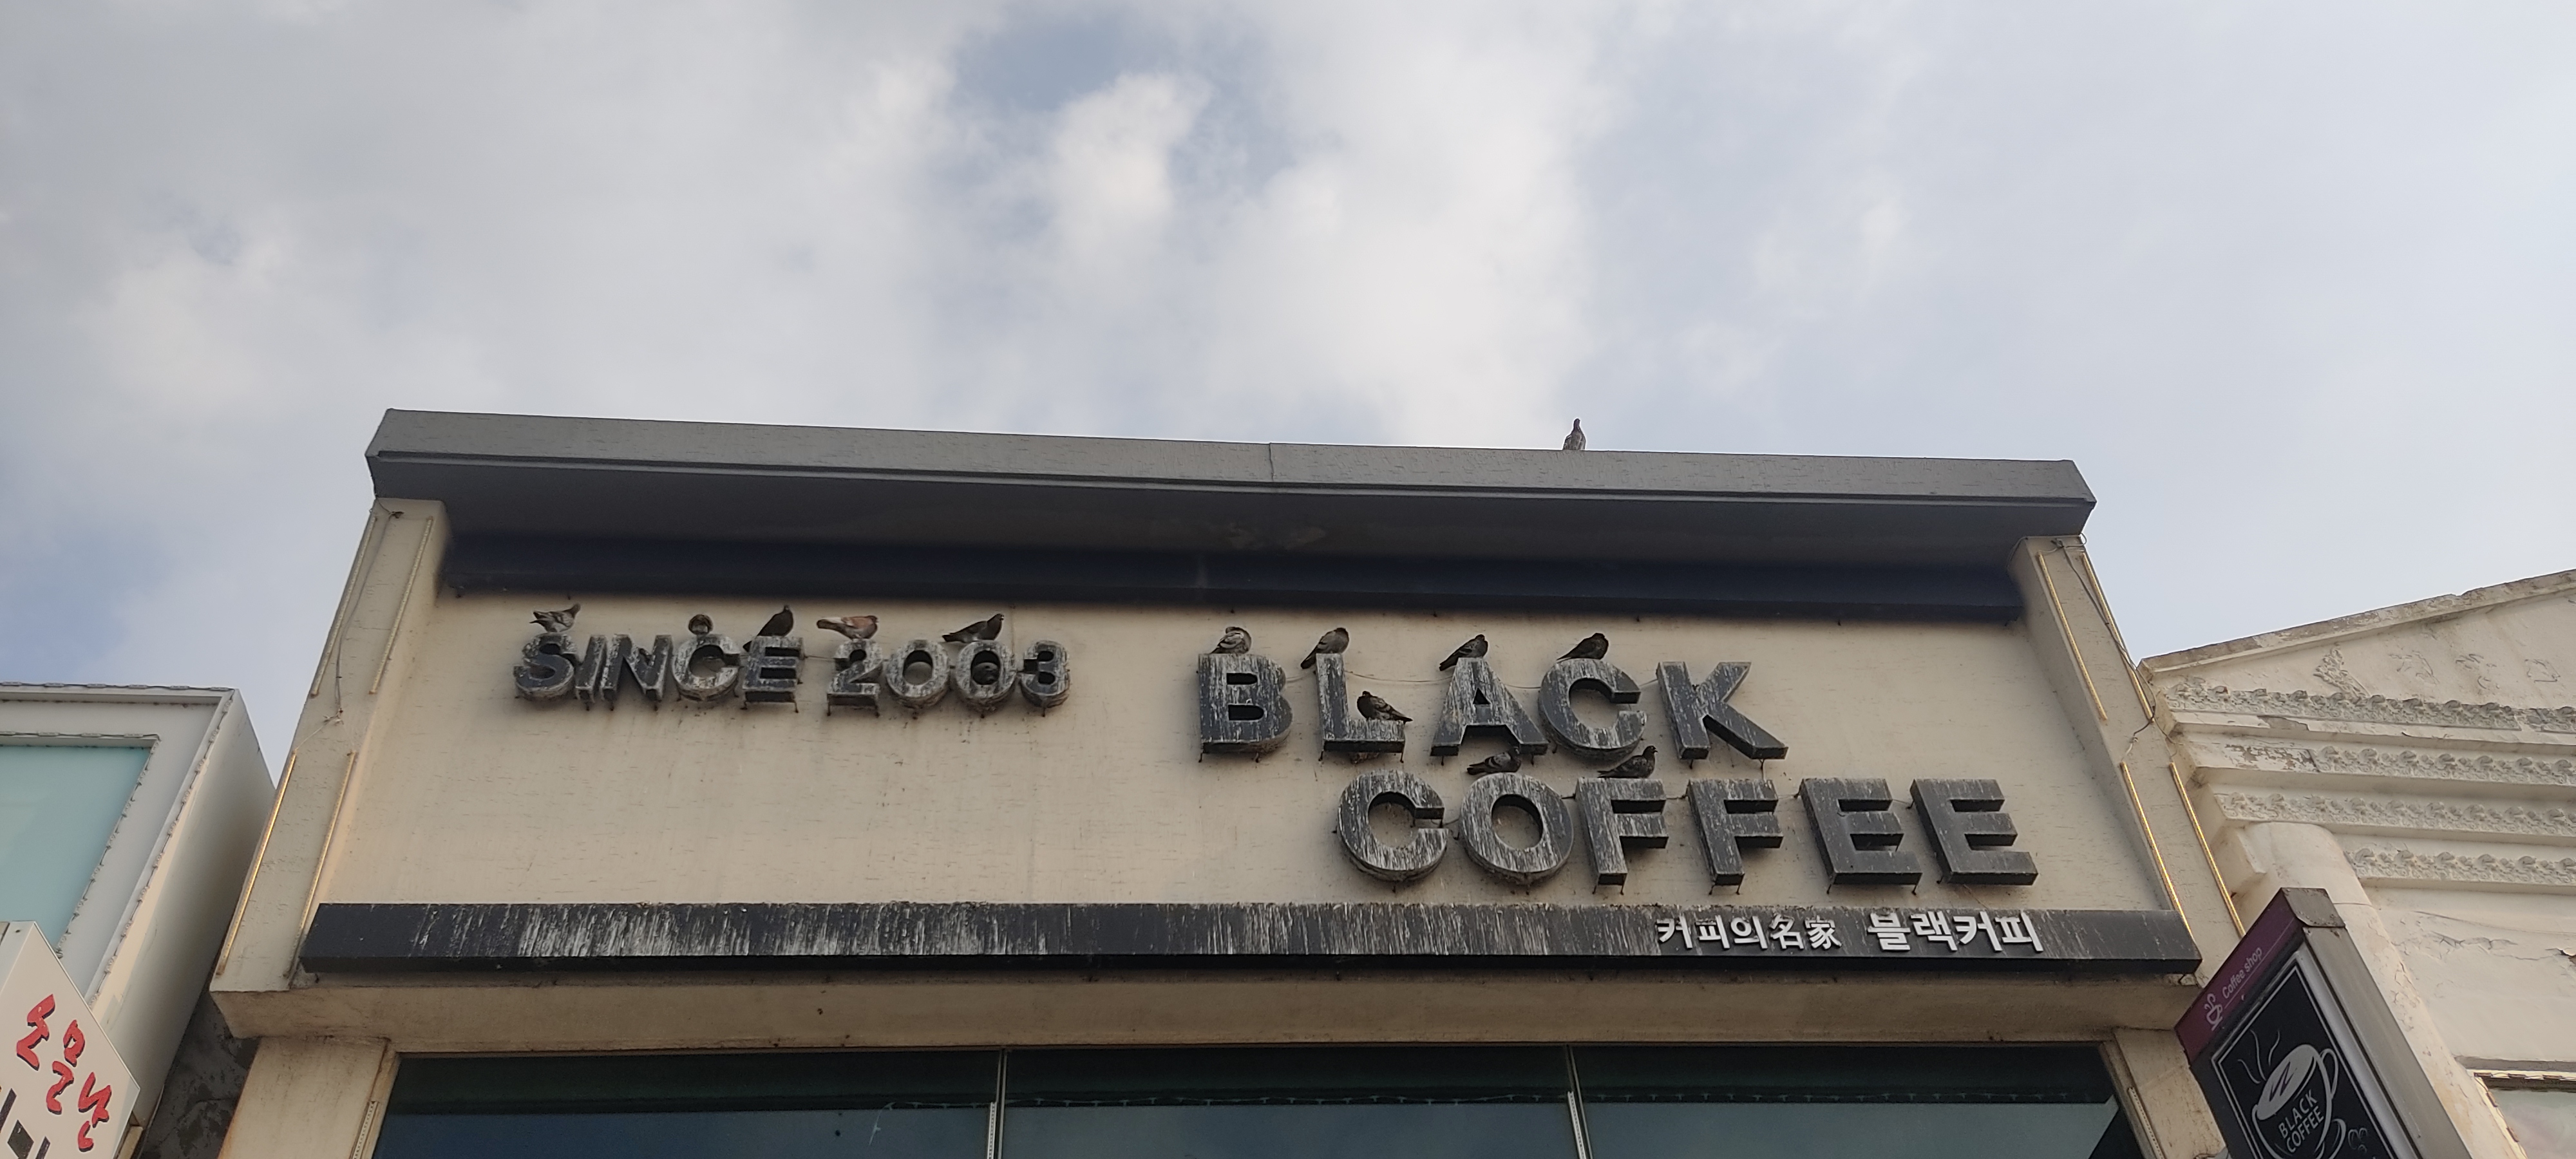 SINCE 2003
BLACK
COFFEE
커피의名家 블랙커피
Coffee shop
BLACK
COFFEE